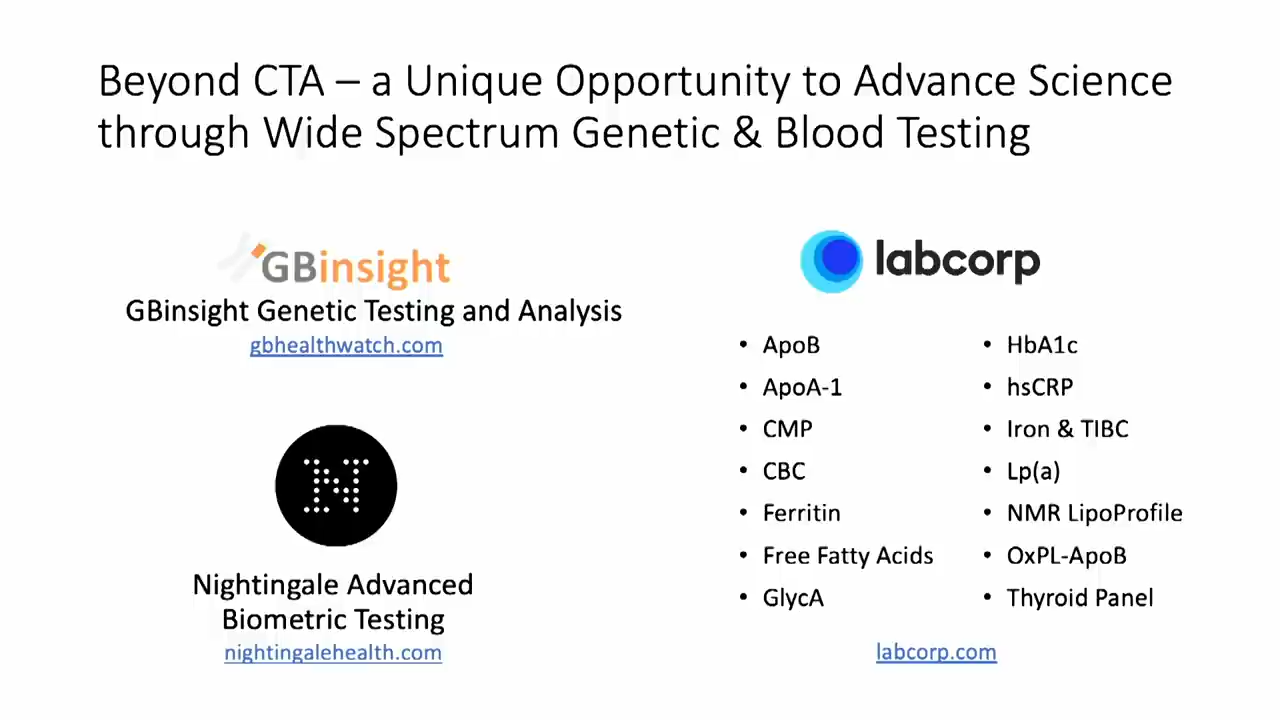 Beyond CTA – a Unique Opportunity to Advance Science
through Wide Spectrum Genetic & Blood Testing
GBinsight
GBinsight Genetic Testing and Analysis
gbhealthwatch.com
N
Nightingale Advanced
Biometric Testing
nightingalehealth.com
labcorp
• ApoB
• ApoA-1
• CMP
• CBC
• Ferritin
• Free Fatty Acids
• GlycA
• HbA1c
• hsCRP
• Iron & TIBC
• Lp(a)
• NMR LipoProfile
• OxPL-ApoB
• Thyroid Panel
labcorp.com